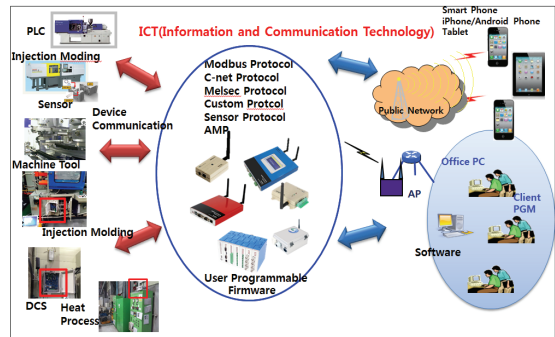 ICT(Information and Communication Technology)
PLC
Injection Moding
Sensor
Device
Communication
Machine Tool
Injection Molding
DCS
Heat
Process
Modbus Protocol
C-net Protocol
Melsec Protocol
Custom Protcol
Sensor Protocol
AMP
User Programmable
Firmware
Smart Phone
iPhone/Android Phone
Tablet
Public Network
AP
Office PC
Client
PGM
Software